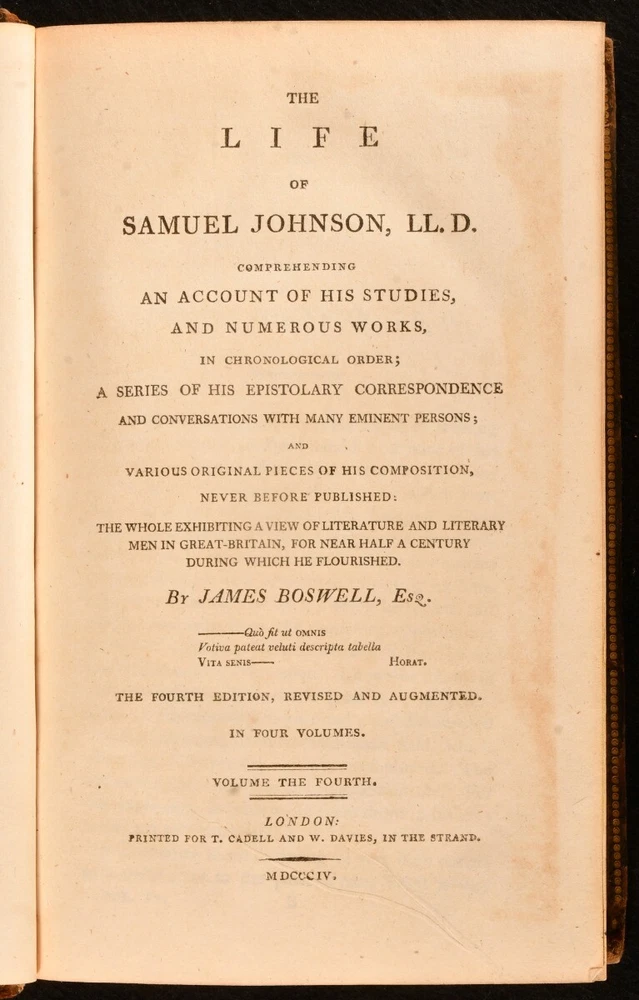 THE
LIFE
OF
SAMUEL JOHNSON, LL. D.
COMPREHENDING
AN ACCOUNT OF HIS STUDIES,
AND NUMEROUS WORKS,
IN CHRONOLOGICAL ORDER;
A SERIES OF HIS EPISTOLARY CORRESPONDENCE
AND CONVERSATIONS WITH MANY EMINENT PERSONS;
AND
VARIOUS ORIGINAL PIECES OF HIS COMPOSITION,
NEVER BEFORE PUBLISHED:
THE WHOLE EXHIBITING A VIEW OF LITERATURE AND LITERARY
MEN IN GREAT-BRITAIN, FOR NEAR HALF A CENTURY
DURING WHICH HE FLOURISHED.
By JAMES BOSWELL, Esq.
———Quò fit ut OMNIS
Votiva pateat veluti descripta tabella
VITA SENIS—— HORAT.
THE FOURTH EDITION, REVISED AND AUGMENTED.
IN FOUR VOLUMES.
VOLUME THE FOURTH.
LONDON:
PRINTED FOR T. CADELL AND W. DAVIES, IN THE STRAND.
MDCCCIV.